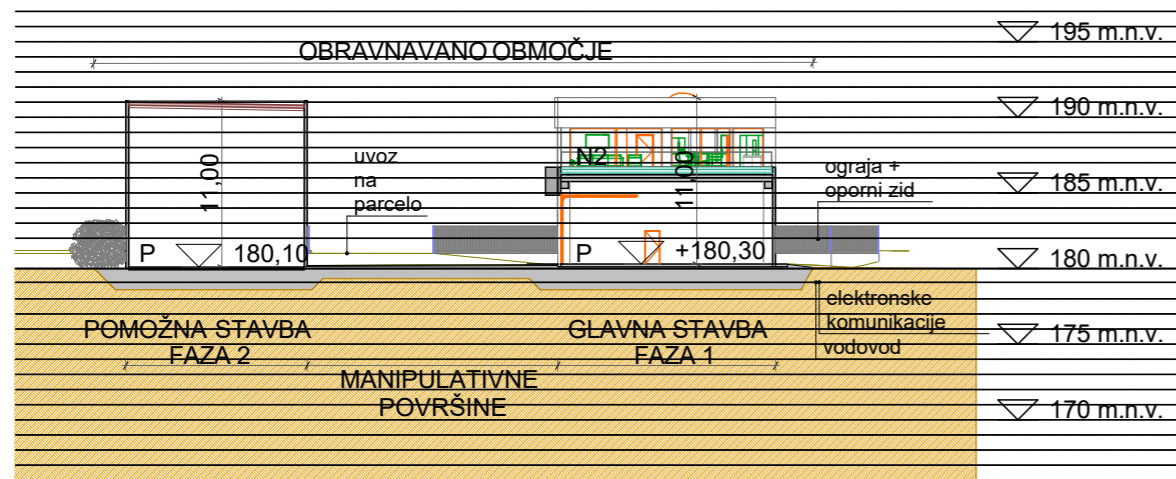 195 m.n.v.
OBRAVNAVANO OBMOČJE
190 m.n.v.
11,00
uvoz
na
parcelo
N2
11,00
ograja +
oporni zid
185 m.n.v.
P
180,10
P
+180,30
180 m.n.v.
elektronske
komunikacije
vodovod
POMOŽNA STAVBA
FAZA 2
GLAVNA STAVBA
FAZA 1
175 m.n.v.
MANIPULATIVNE
POVRŠINE
170 m.n.v.